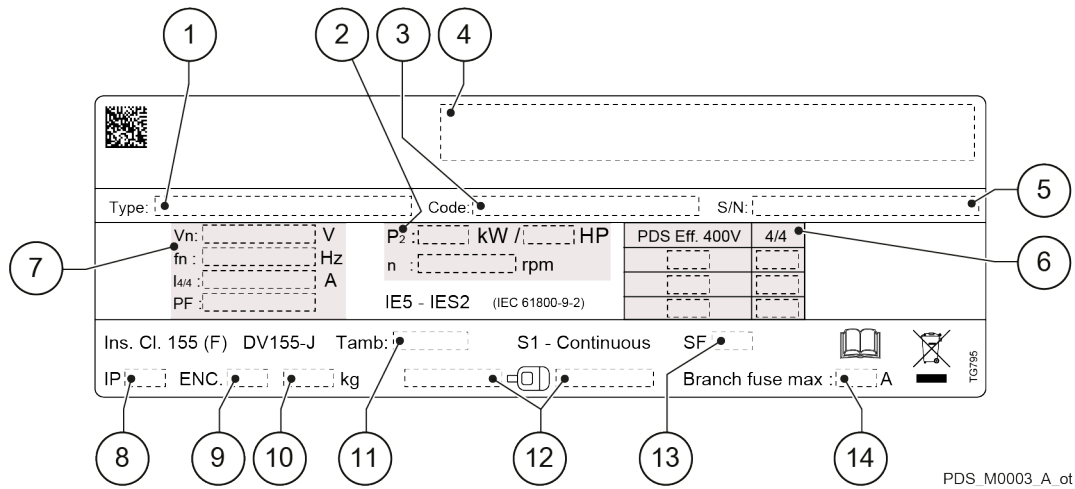 1 2 3 4
Type: Code: S/N: 5
Vn: V P2 : kW / HP PDS Eff. 400V 4/4
fn : Hz n : rpm
7 I4/4 : A 6
PF : IE5 - IES2 (IEC 61800-9-2)
Ins. Cl. 155 (F) DV155-J Tamb: S1 - Continuous SF
IP ENC. kg Branch fuse max : A TG795
8 9 10 11 12 13 14
PDS_M0003_A_ot